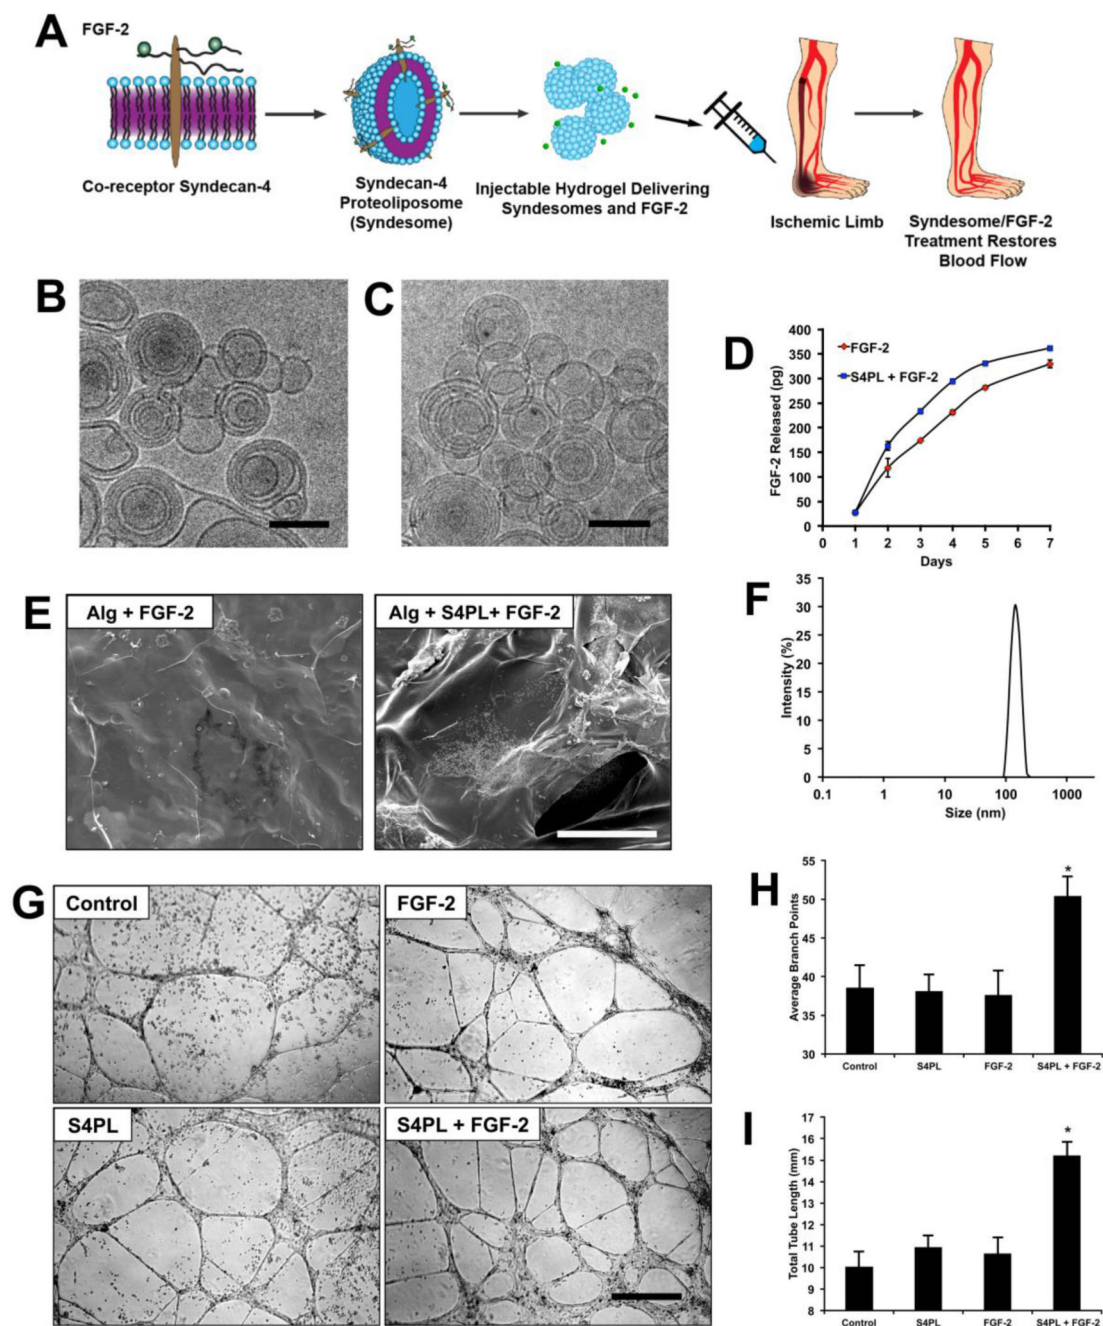 A
FGF-2
Co-receptor Syndecan-4
Syndecan-4
Proteoliposome
(Syndesome)
Injectable Hydrogel Delivering
Syndesomes and FGF-2
Ischemic Limb
Syndesome/FGF-2
Treatment Restores
Blood Flow
B
C
D
FGF-2
S4PL + FGF-2
FGF-2 Released (pg)
400
350
300
250
200
150
100
50
0
0 1 2 3 4 5 6 7
Days
E
Alg + FGF-2
Alg + S4PL+ FGF-2
F
Intensity (%)
35
30
25
20
15
10
5
0
0.1 1 10 100 1000
Size (nm)
G
Control
FGF-2
S4PL
S4PL + FGF-2
H
Average Branch Points
55
50
45
40
35
30
*
Control S4PL FGF-2 S4PL + FGF-2
I
Total Tube Length (mm)
17
16
15
14
13
12
11
10
9
8
*
Control S4PL FGF-2 S4PL + FGF-2